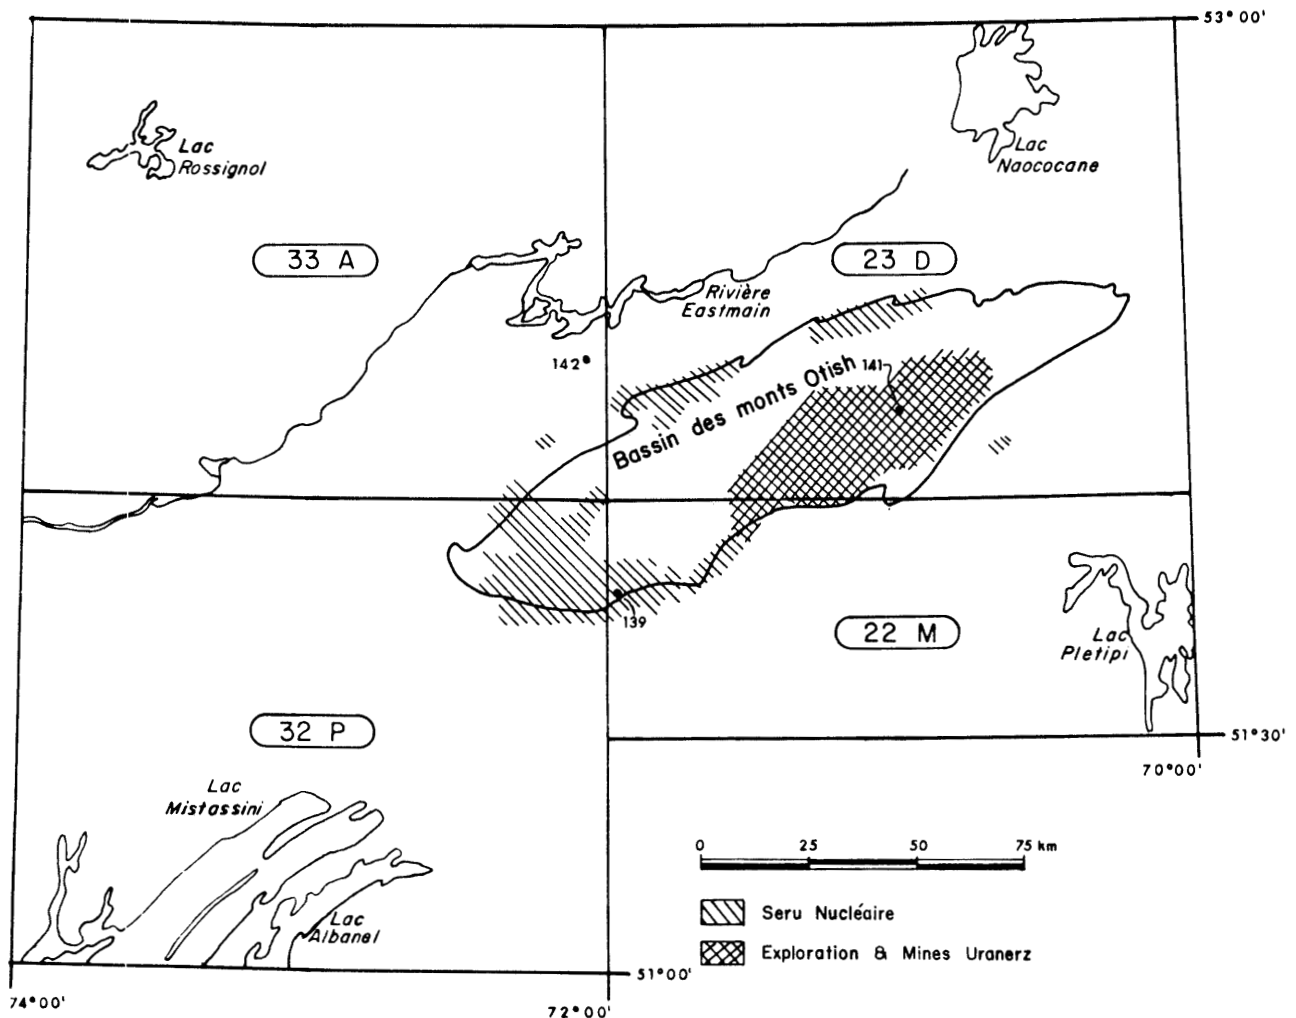 53°00'
Lac
Rossignol
Lac
Naococane
33 A
23 D
Rivière
Eastmain
142
Bassin des monts Otish
141
139
22 M
Lac
Pletipi
32 P
51°30'
70°00'
Lac
Mistassini
0 25 50 75 km
Seru Nucléaire
Lac
Albanel
Exploration & Mines Uranerz
51°00'
74°00'
72°00'